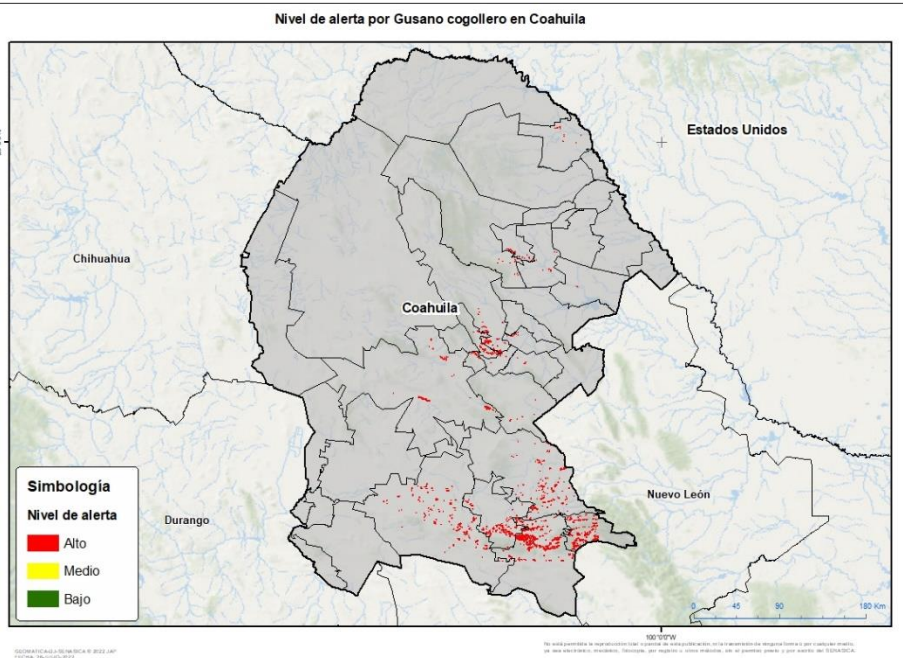 Nivel de alerta por Gusano cogollero en Coahuila
Estados Unidos
Chihuahua
Coahuila
Nuevo León
Durango
Simbología
Nivel de alerta
Alto
Medio
Bajo
0 45 90 180 Km
100°0'0"W